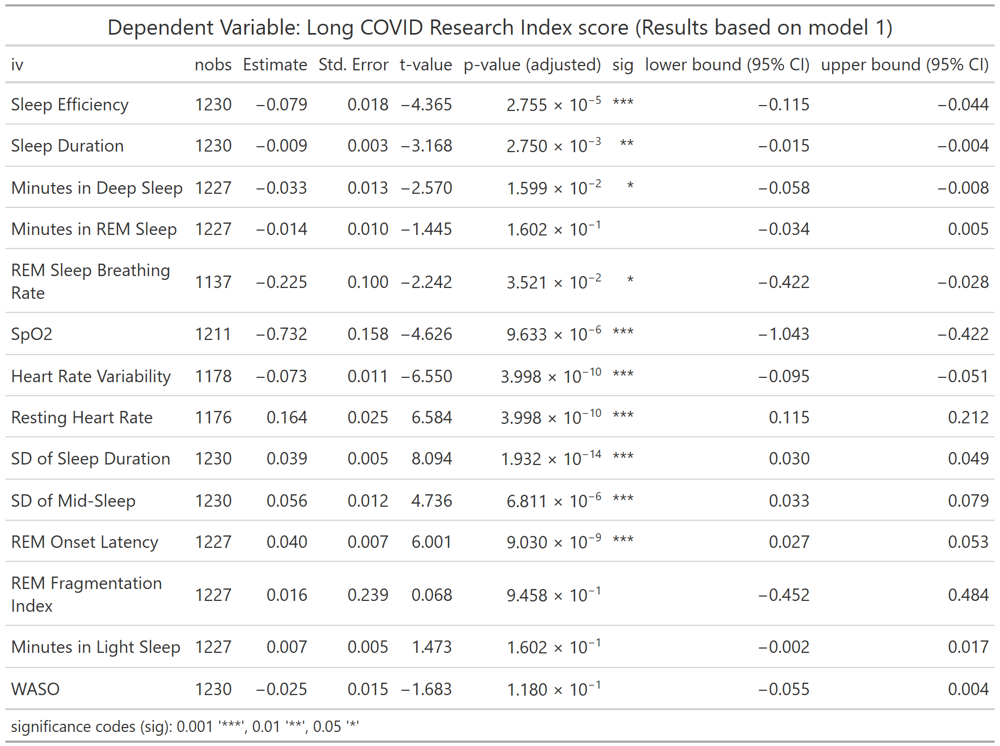 Dependent Variable: Long COVID Research Index score (Results based on model 1)
iv nobs Estimate Std. Error t-value p-value (adjusted) sig lower bound (95% CI) upper bound (95% CI)
Sleep Efficiency 1230 −0.079 0.018 −4.365 2.755 × 10⁻⁵ *** −0.115 −0.044
Sleep Duration 1230 −0.009 0.003 −3.168 2.750 × 10⁻³ ** −0.015 −0.004
Minutes in Deep Sleep 1227 −0.033 0.013 −2.570 1.599 × 10⁻² * −0.058 −0.008
Minutes in REM Sleep 1227 −0.014 0.010 −1.445 1.602 × 10⁻¹ −0.034 0.005
REM Sleep Breathing
Rate 1137 −0.225 0.100 −2.242 3.521 × 10⁻² * −0.422 −0.028
SpO2 1211 −0.732 0.158 −4.626 9.633 × 10⁻⁶ *** −1.043 −0.422
Heart Rate Variability 1178 −0.073 0.011 −6.550 3.998 × 10⁻¹⁰ *** −0.095 −0.051
Resting Heart Rate 1176 0.164 0.025 6.584 3.998 × 10⁻¹⁰ *** 0.115 0.212
SD of Sleep Duration 1230 0.039 0.005 8.094 1.932 × 10⁻¹⁴ *** 0.030 0.049
SD of Mid-Sleep 1230 0.056 0.012 4.736 6.811 × 10⁻⁶ *** 0.033 0.079
REM Onset Latency 1227 0.040 0.007 6.001 9.030 × 10⁻⁹ *** 0.027 0.053
REM Fragmentation
Index 1227 0.016 0.239 0.068 9.458 × 10⁻¹ −0.452 0.484
Minutes in Light Sleep 1227 0.007 0.005 1.473 1.602 × 10⁻¹ −0.002 0.017
WASO 1230 −0.025 0.015 −1.683 1.180 × 10⁻¹ −0.055 0.004
significance codes (sig): 0.001 '***', 0.01 '**', 0.05 '*'